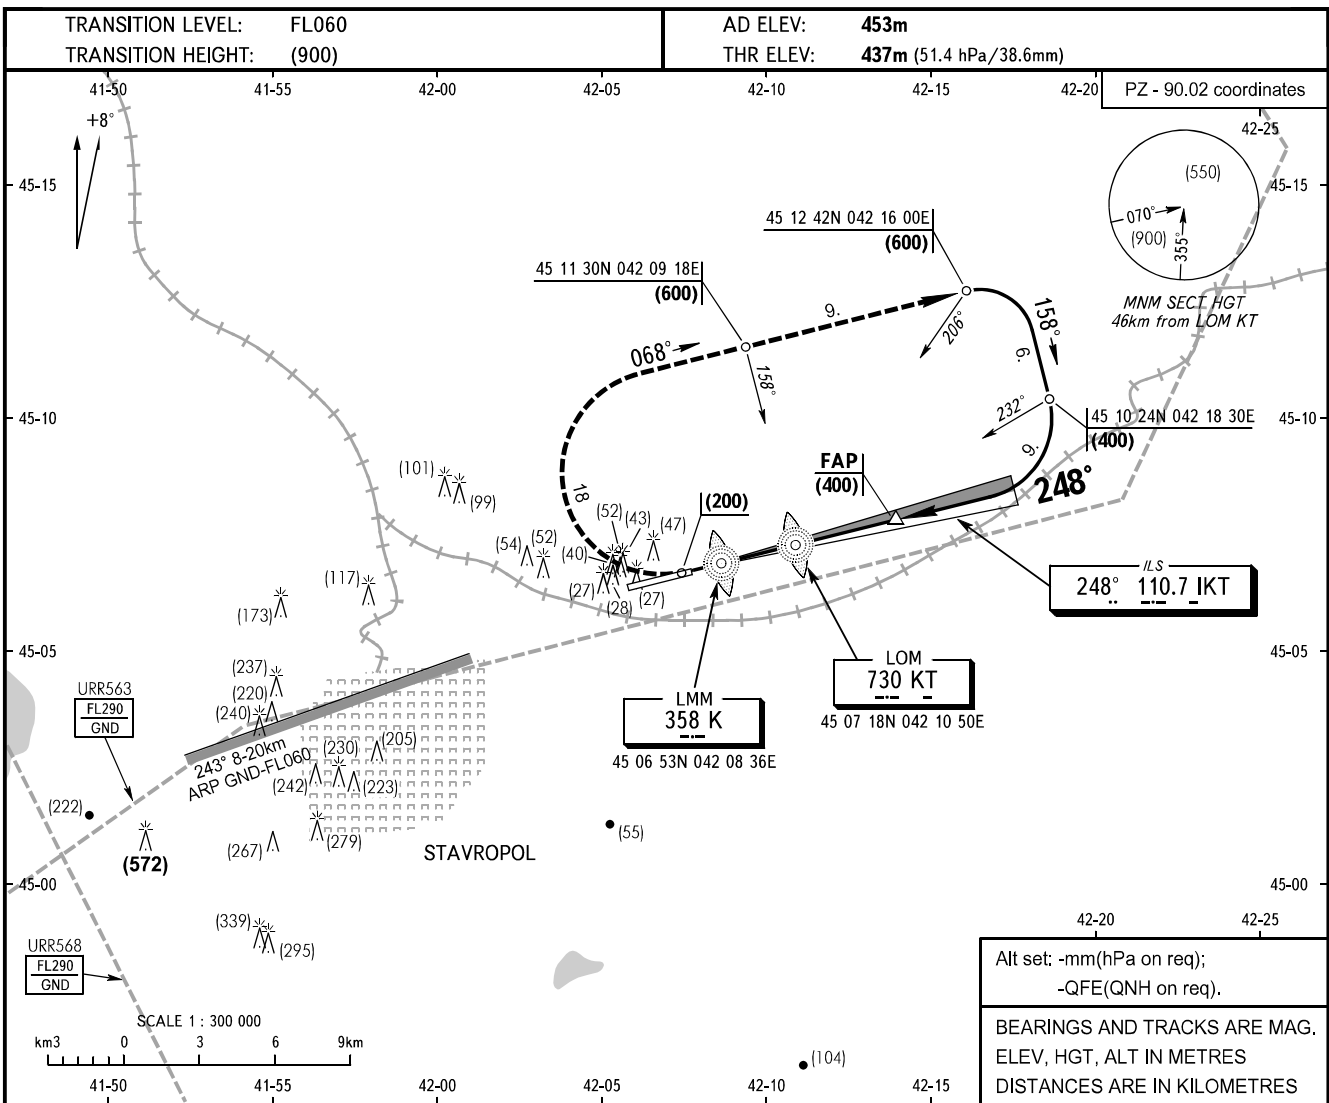 TRANSITION LEVEL: FL060
TRANSITION HEIGHT: (900)
AD ELEV: 453m
THR ELEV: 437m (51.4 hPa/38.6mm)
41-50 41-55 42-00 42-05 42-10 42-15 42-20
PZ - 90.02 coordinates
+8°
42-25
45-15
45-15
(550)
070°
(900)
355°
MNM SECT HGT
46km from LOM KT
45 12 42N 042 16 00E
(600)
45 11 30N 042 09 18E
(600)
9.
206°
158°
068°
158°
6.
45-10
45-10
232°
45 10 24N 042 18 30E
(400)
9.
FAP
(400)
248°
(101)
(99)
18
(200)
(52)
(43)
(47)
(54)
(52)
(40)
(27)
(28)
(27)
(117)
(173)
ILS
248° 110.7 IKT
45-05
45-05
(237)
(220)
(240)
URR563
FL290
GND
LOM
730 KT
45 07 18N 042 10 50E
LMM
358 K
45 06 53N 042 08 36E
243° 8-20km
ARP GND-FL060
(230)
(205)
(242)
(223)
(222)
(55)
(572)
(267)
(279)
STAVROPOL
45-00
45-00
(339)
(295)
42-20 42-25
URR568
FL290
GND
Alt set: -mm(hPa on req);
-QFE(QNH on req).
SCALE 1 : 300 000
km3 0 3 6 9km
BEARINGS AND TRACKS ARE MAG.
ELEV, HGT, ALT IN METRES
DISTANCES ARE IN KILOMETRES
(104)
41-50 41-55 42-00 42-05 42-10 42-15